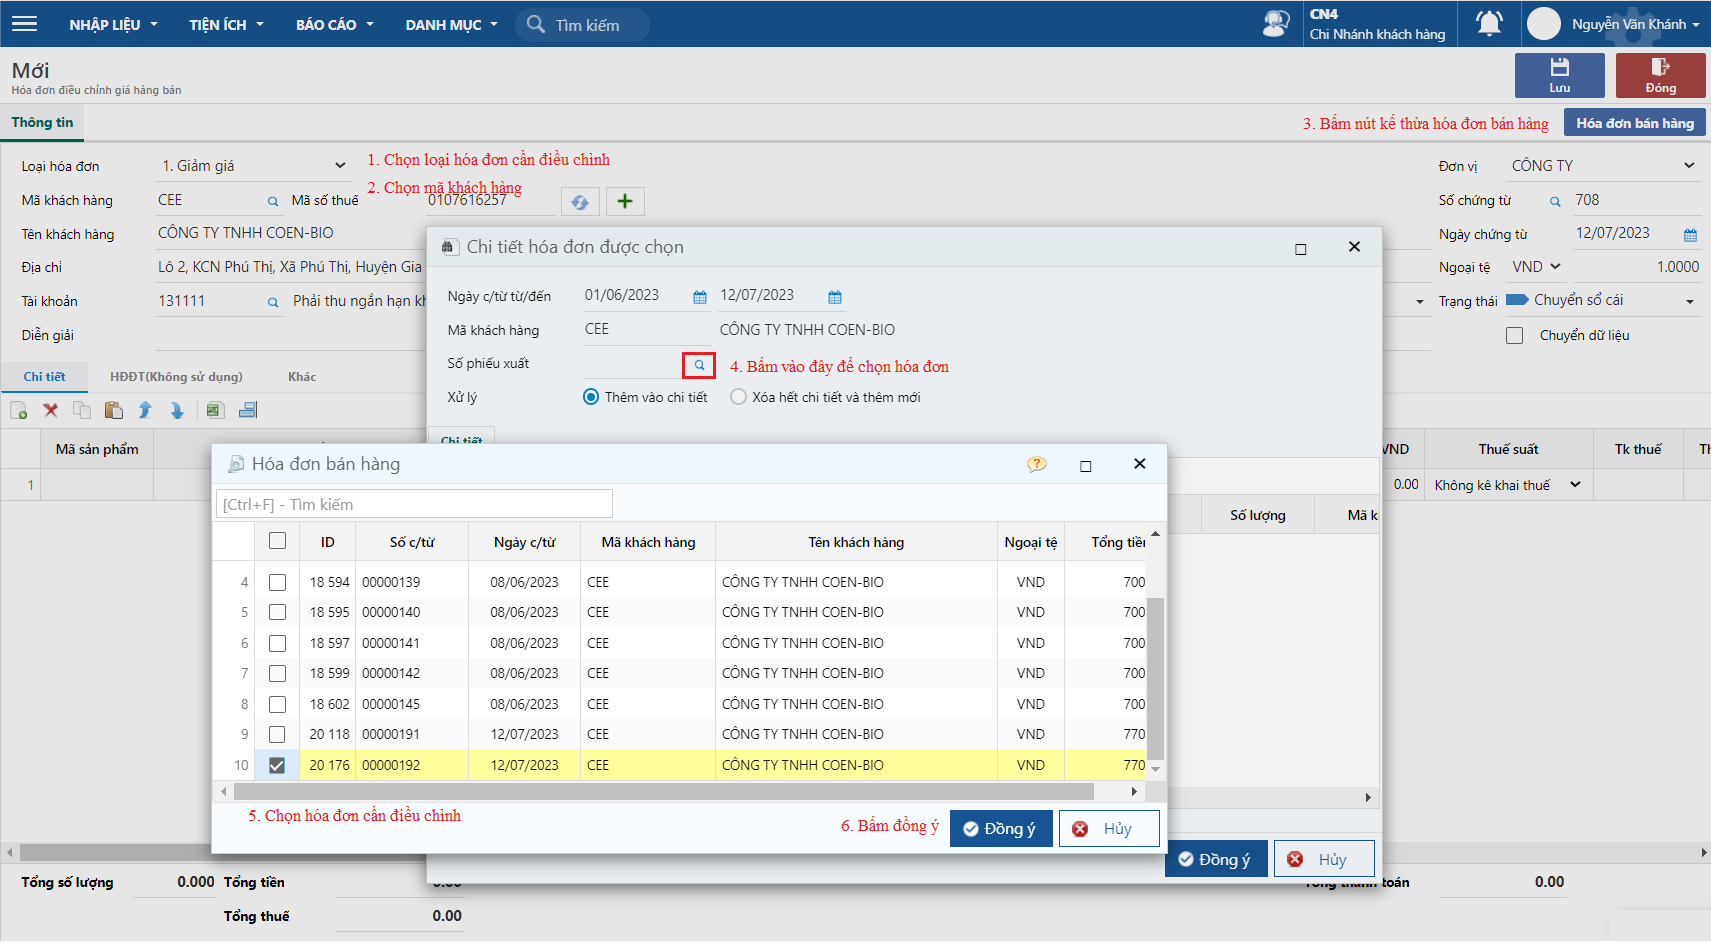 NHẬP LIỆU TIỆN ÍCH BÁO CÁO DANH MỤC Tìm kiếm CN4 Nguyễn Văn Khánh
Chi Nhánh khách hàng
Mới
Hóa đơn điều chỉnh giá hàng bán
Lưu Đóng
Thông tin 3. Bấm nút kế thừa hóa đơn bán hàng Hóa đơn bán hàng
Loại hóa đơn 1. Giảm giá 1. Chọn loại hóa đơn cần điều chỉnh Đơn vị CÔNG TY
2. Chọn mã khách hàng
Mã khách hàng CEE Mã số thuế 0107616257 Số chứng từ 708
Tên khách hàng CÔNG TY TNHH COEN-BIO Ngày chứng từ 12/07/2023
Địa chỉ Lô 2, KCN Phú Thị, Xã Phú Thị, Huyện Gia Ngoại tệ VND 1.0000
Tài khoản 131111 Phải thu ngắn hạn kh Trạng thái Chuyển sổ cái
Diễn giải Chuyển dữ liệu
Chi tiết HĐĐT(Không sử dụng) Khác
Mã sản phẩm VND Thuế suất Tk thuế Th
1 0.00 Không kê khai thuế
Chi tiết hóa đơn được chọn
Ngày c/từ từ/đến 01/06/2023 12/07/2023
Mã khách hàng CEE CÔNG TY TNHH COEN-BIO
Số phiếu xuất 4. Bấm vào đây để chọn hóa đơn
Xử lý Thêm vào chi tiết Xóa hết chi tiết và thêm mới
Chi tiết
Số lượng Mã k
Hóa đơn bán hàng
[Ctrl+F] - Tìm kiếm
ID Số c/từ Ngày c/từ Mã khách hàng Tên khách hàng Ngoại tệ Tổng tiền
4 18 594 00000139 08/06/2023 CEE CÔNG TY TNHH COEN-BIO VND 700
5 18 595 00000140 08/06/2023 CEE CÔNG TY TNHH COEN-BIO VND 700
6 18 597 00000141 08/06/2023 CEE CÔNG TY TNHH COEN-BIO VND 700
7 18 599 00000142 08/06/2023 CEE CÔNG TY TNHH COEN-BIO VND 700
8 18 602 00000145 08/06/2023 CEE CÔNG TY TNHH COEN-BIO VND 700
9 20 118 00000191 12/07/2023 CEE CÔNG TY TNHH COEN-BIO VND 770
10 20 176 00000192 12/07/2023 CEE CÔNG TY TNHH COEN-BIO VND 770
5. Chọn hóa đơn cần điều chỉnh 6. Bấm đồng ý Đồng ý Hủy
Đồng ý Hủy
Tổng số lượng 0.000 Tổng tiền 0.00 Tổng thanh toán 0.00
Tổng thuế 0.00